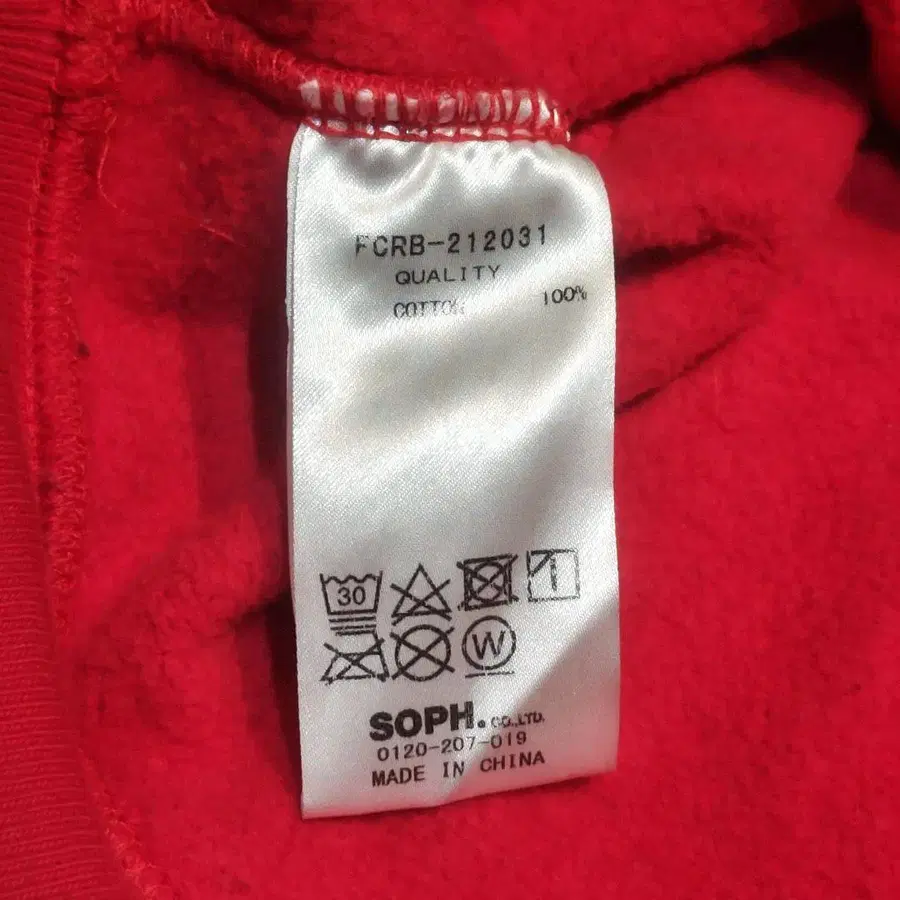 FCRB-212031
QUALITY
COTTON 100%
30
W
SOPH. CO.,LTD.
0120-207-019
MADE IN CHINA